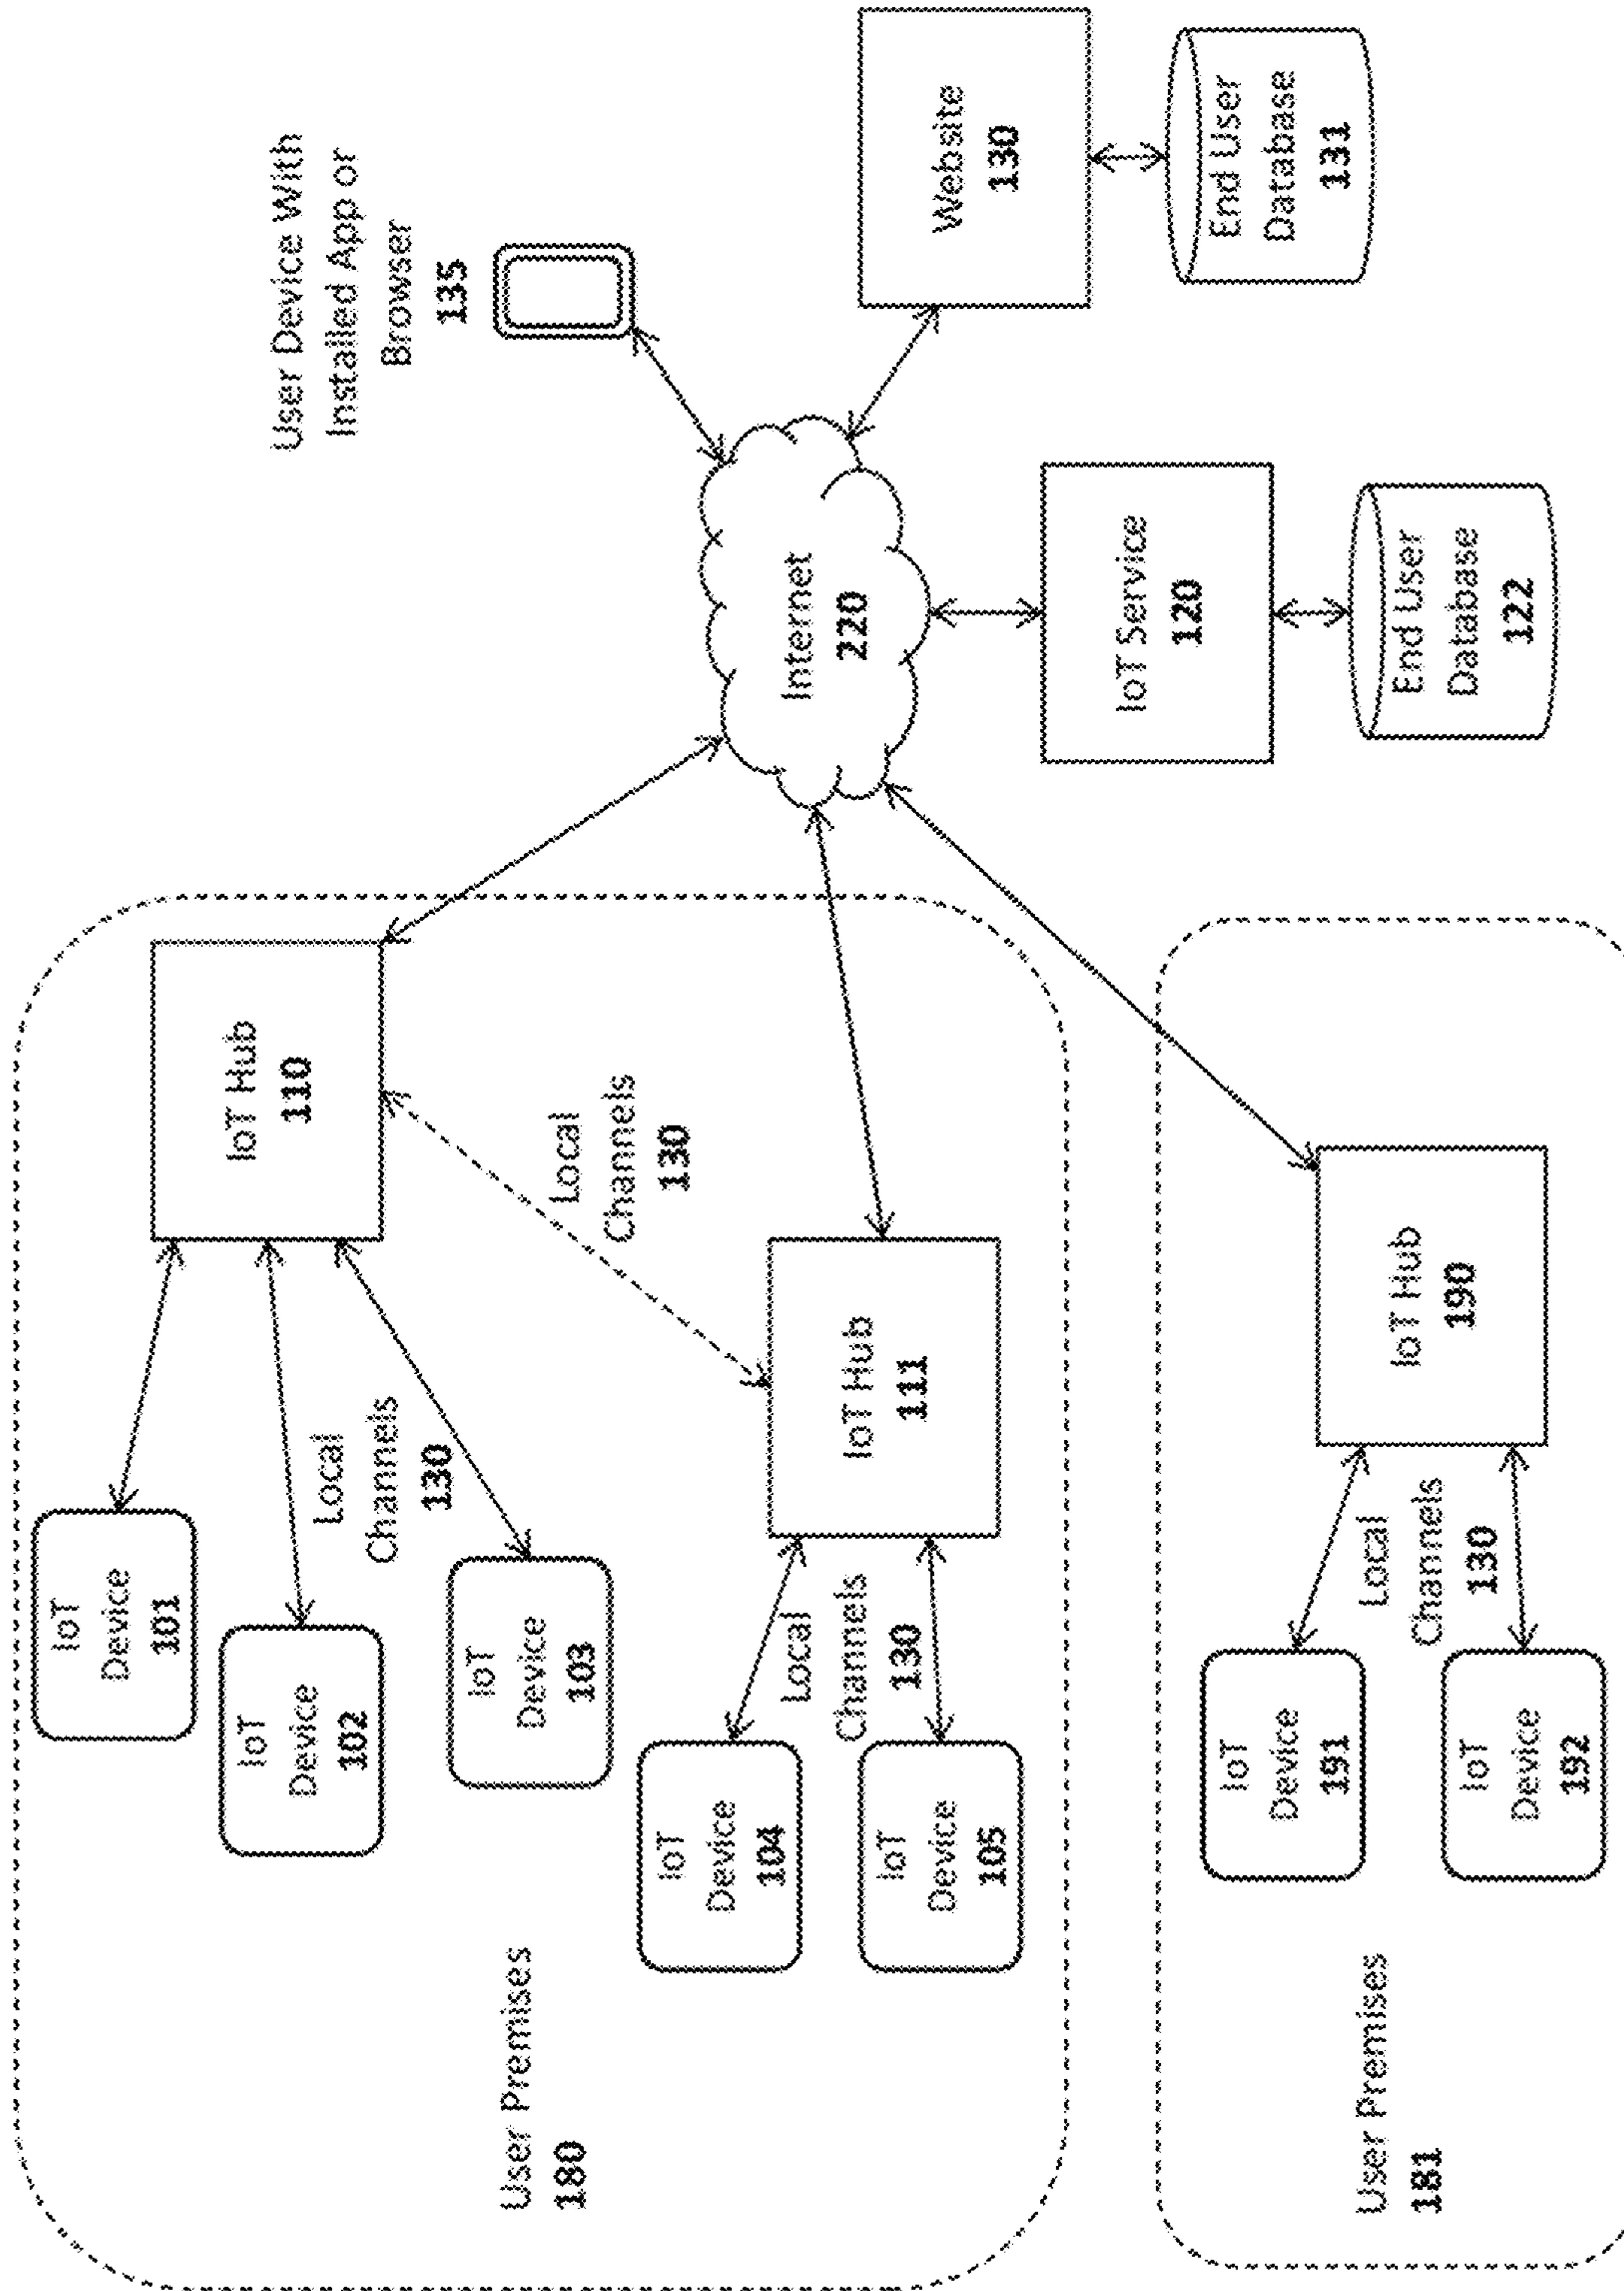 IoT
Device
101
IoT
Device
102
Local
Channels
130
IoT
Device
103
IoT Hub
110
User Device With
Installed App or
Browser
135
User Premises
180
Local
Channels
130
IoT
Device
104
Local
Channels
130
IoT
Device
105
IoT Hub
111
Internet
220
Website
130
End User
Database
131
IoT Service
120
End User
Database
122
User Premises
181
IoT
Device
191
Local
Channels
130
IoT
Device
192
IoT Hub
190